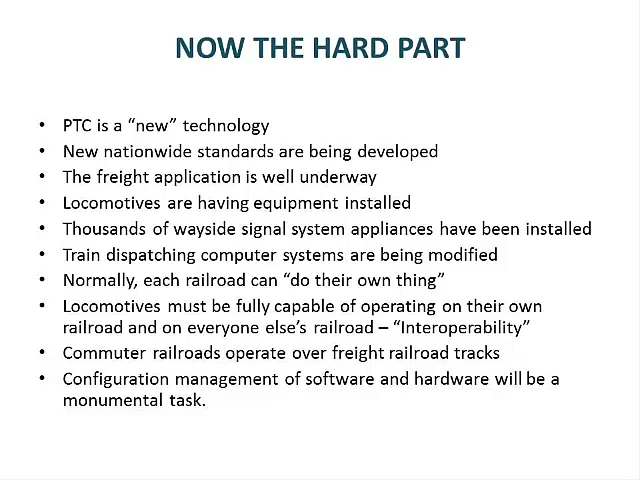 NOW THE HARD PART
• PTC is a “new” technology
• New nationwide standards are being developed
• The freight application is well underway
• Locomotives are having equipment installed
• Thousands of wayside signal system appliances have been installed
• Train dispatching computer systems are being modified
• Normally, each railroad can “do their own thing”
• Locomotives must be fully capable of operating on their own
railroad and on everyone else’s railroad – “Interoperability”
• Commuter railroads operate over freight railroad tracks
• Configuration management of software and hardware will be a
monumental task.